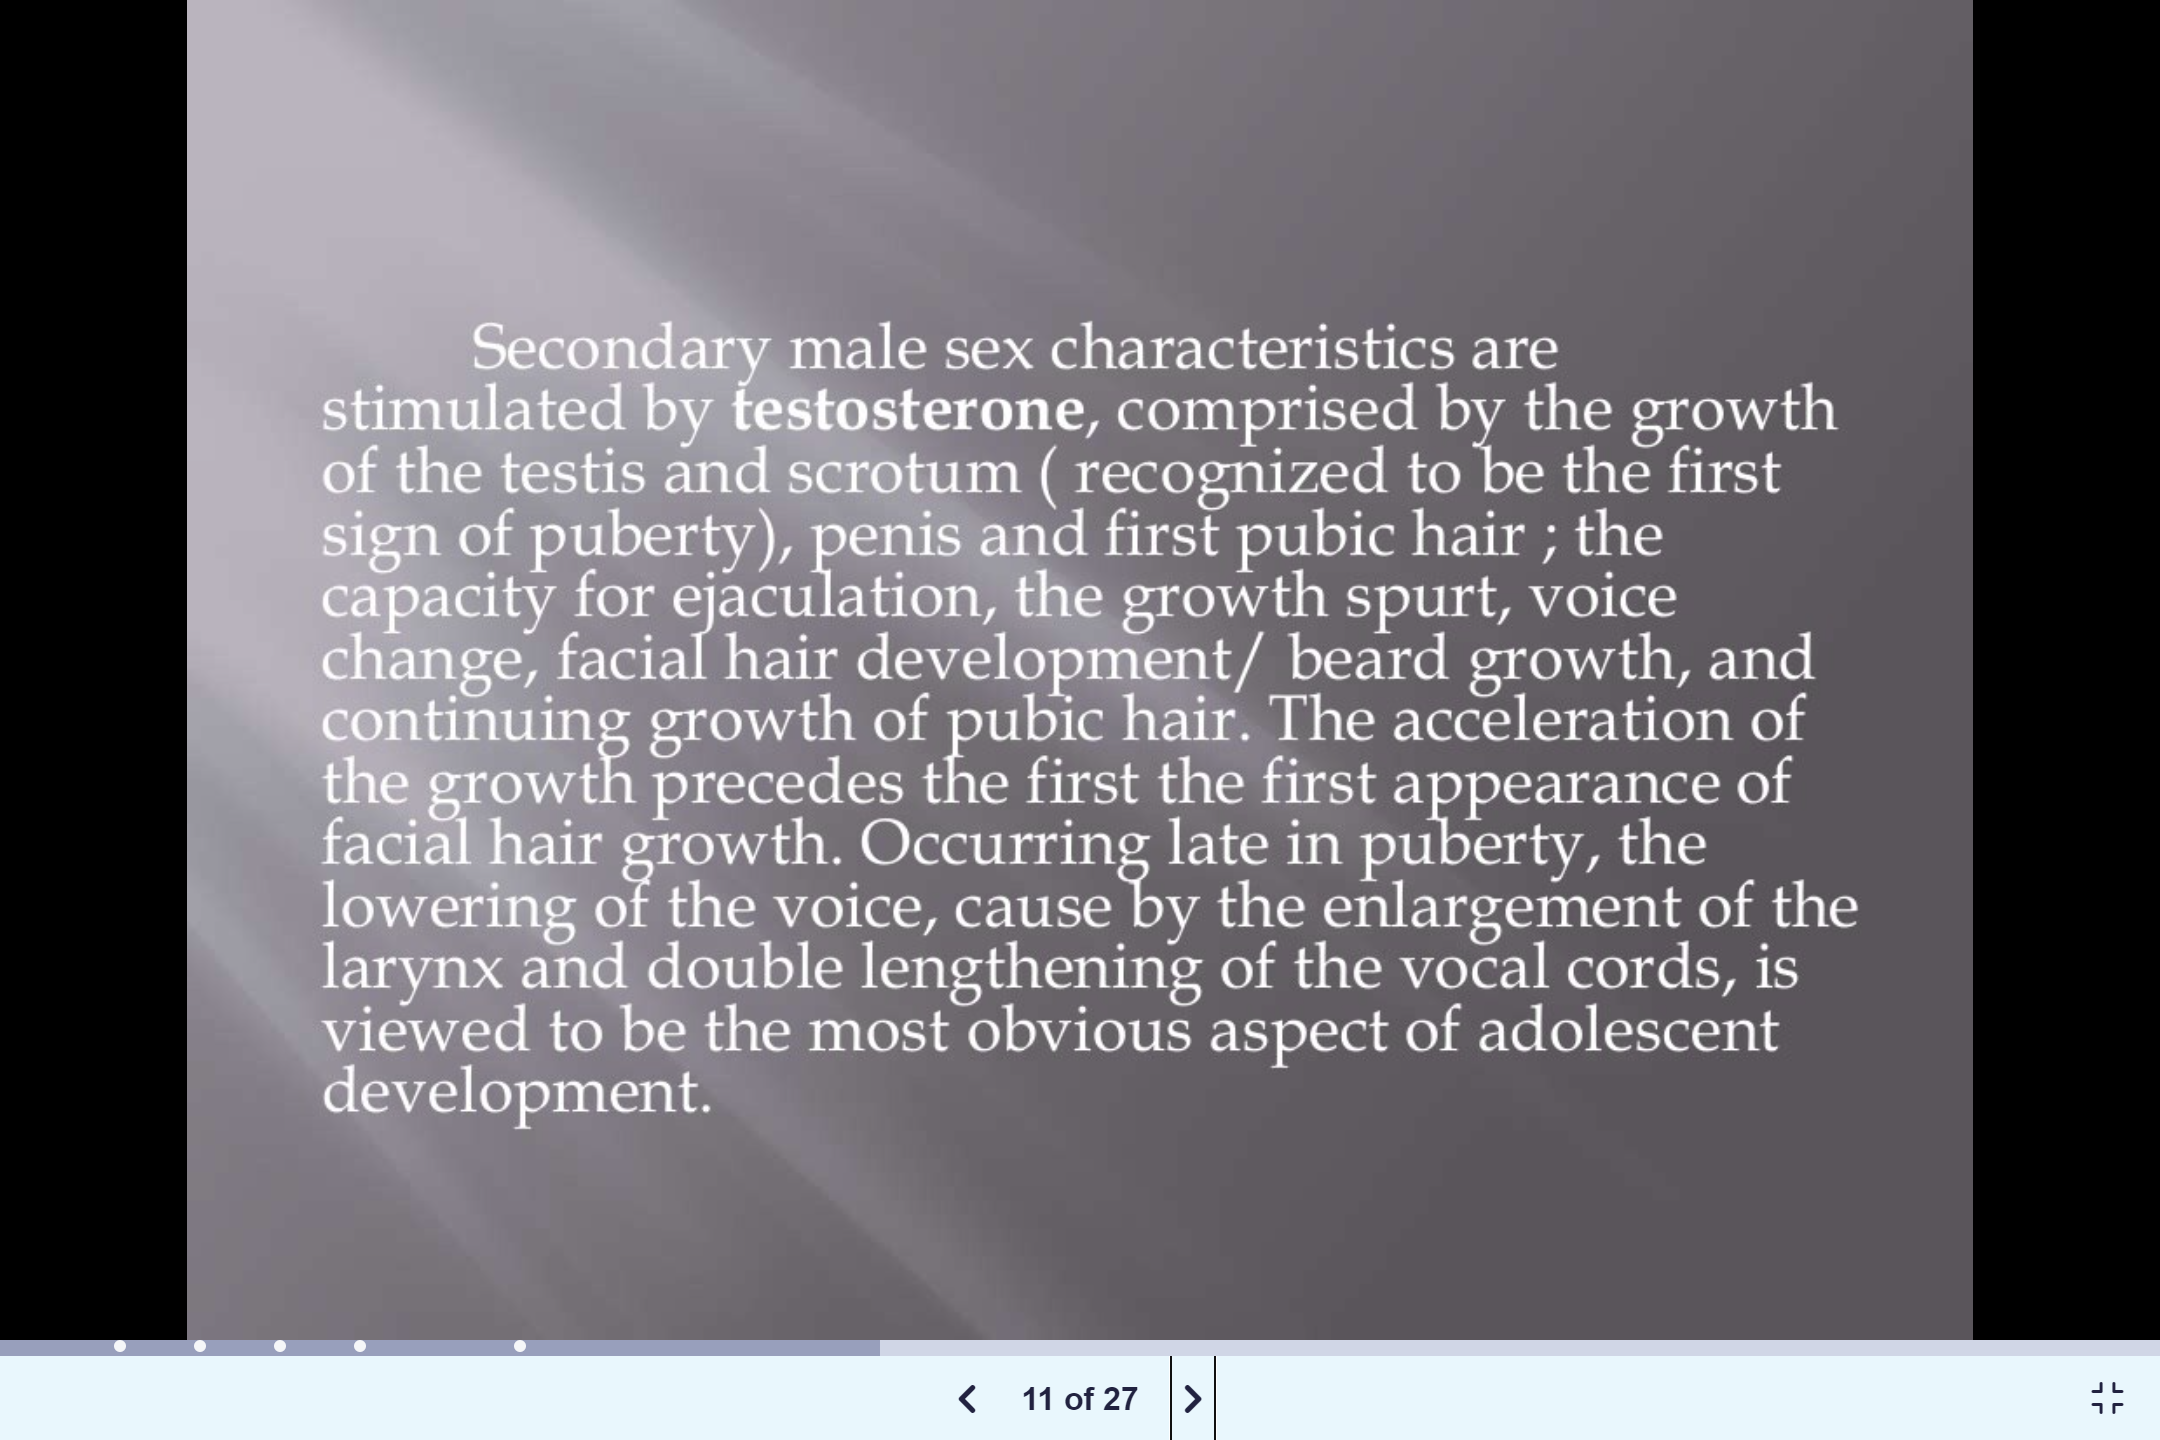 Secondary male sex characteristics are
stimulated by testosterone, comprised by the growth
of the testis and scrotum ( recognized to be the first
sign of puberty), penis and first pubic hair ; the
capacity for ejaculation, the growth spurt, voice
change, facial hair development/ beard growth, and
continuing growth of pubic hair. The acceleration of
the growth precedes the first the first appearance of
facial hair growth. Occurring late in puberty, the
lowering of the voice, cause by the enlargement of the
larynx and double lengthening of the vocal cords, is
viewed to be the most obvious aspect of adolescent
development.
11 of 27